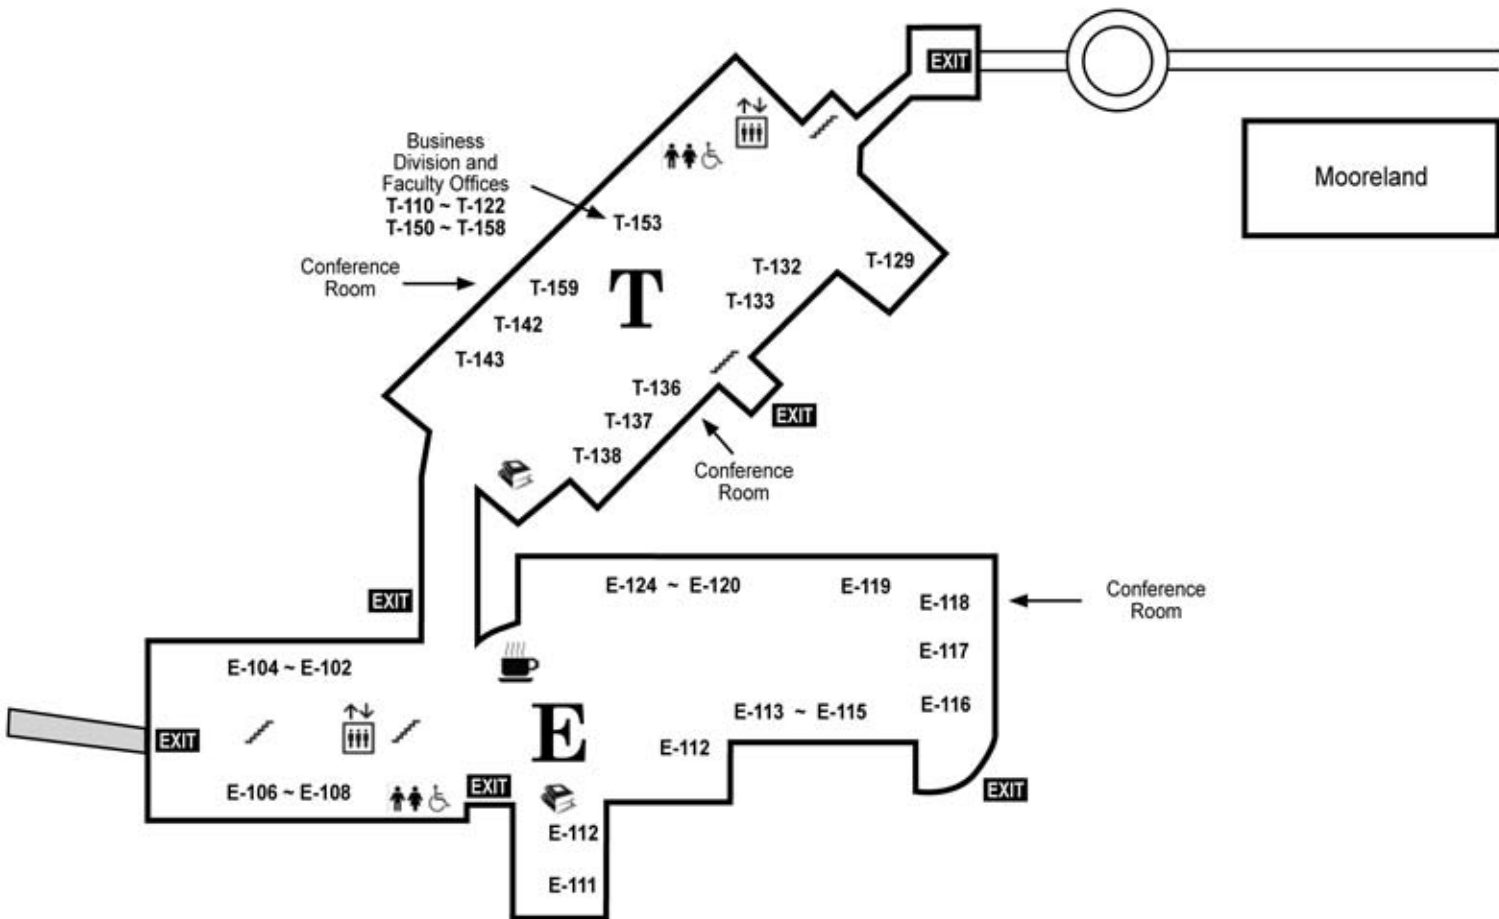 EXIT
Business
Division and
Faculty Offices
T-110 ~ T-122
T-150 ~ T-158
Mooreland
T-153
Conference
Room
T-132
T-129
T-159
T-133
T
T-142
T-143
T-136
EXIT
T-137
T-138
Conference
Room
E-124 ~ E-120
E-119
E-118
Conference
Room
EXIT
E-117
E-104 ~ E-102
E-116
E-113 ~ E-115
EXIT
E
E-112
E-106 ~ E-108
EXIT
EXIT
E-112
E-111